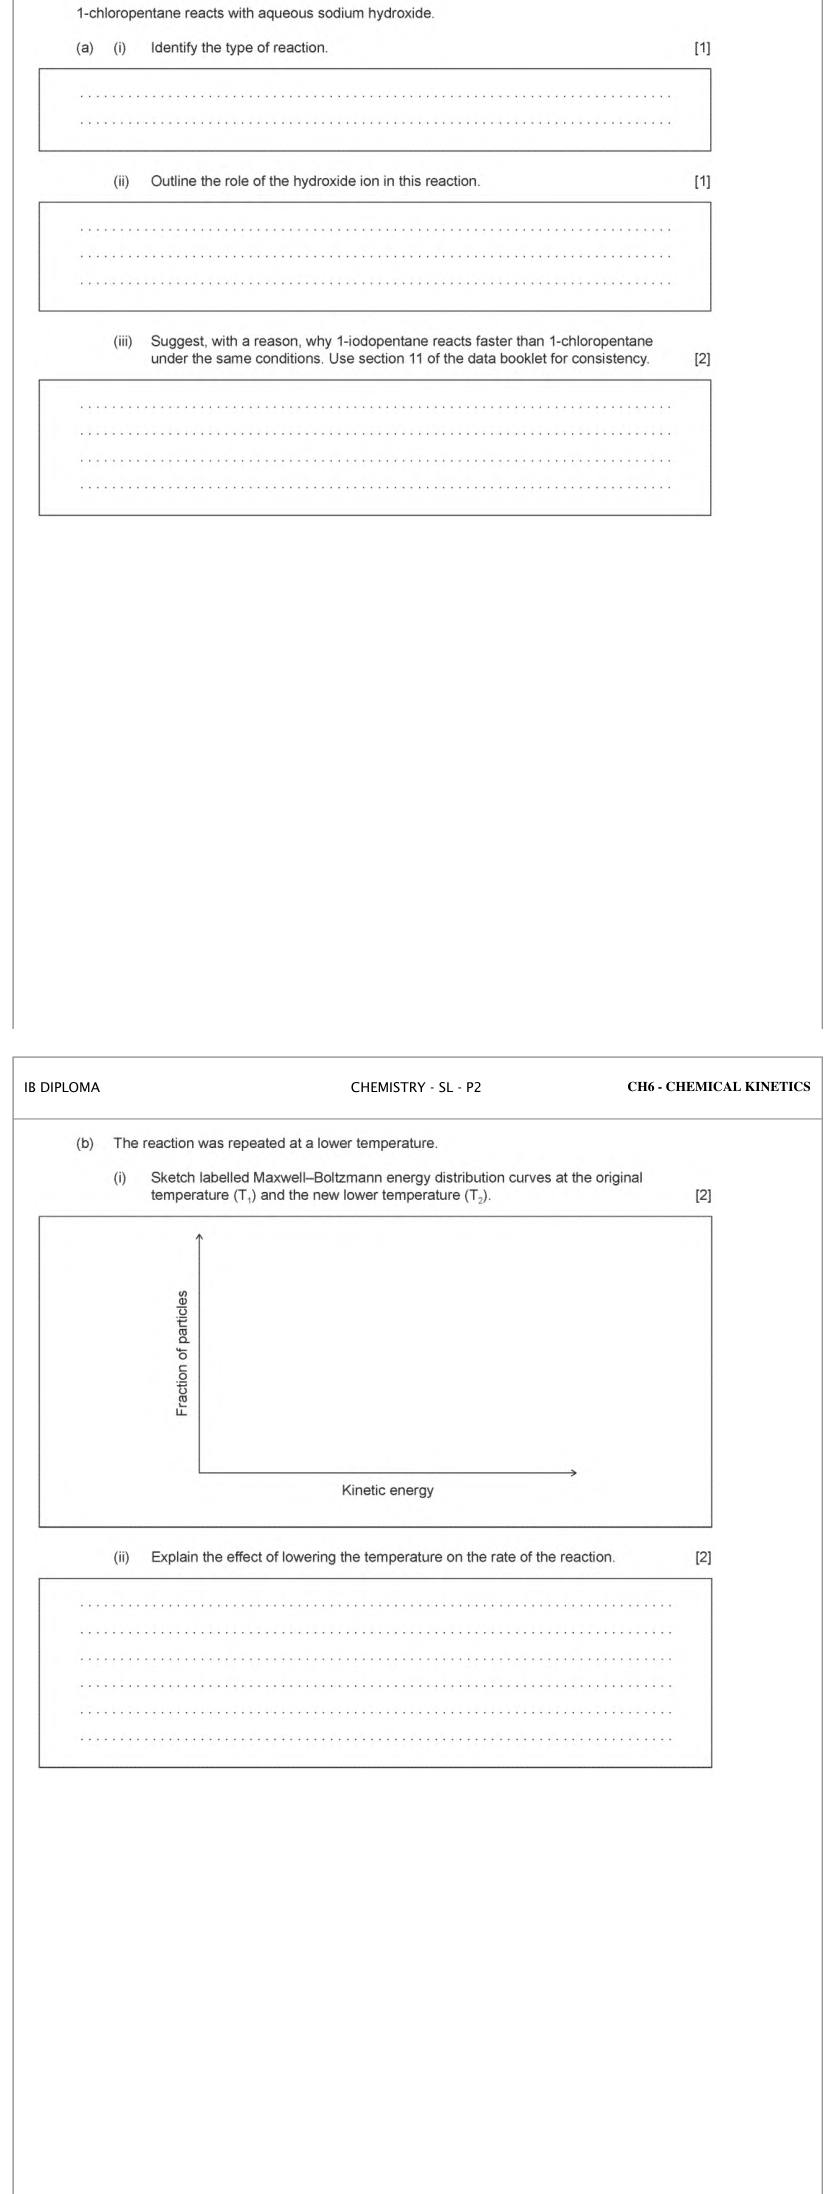 1-chloropentane reacts with aqueous sodium hydroxide.
(a) (i) Identify the type of reaction. [1]
(ii) Outline the role of the hydroxide ion in this reaction. [1]
(iii) Suggest, with a reason, why 1-iodopentane reacts faster than 1-chloropentane
under the same conditions. Use section 11 of the data booklet for consistency. [2]
IB DIPLOMA CHEMISTRY - SL - P2 CH6 - CHEMICAL KINETICS
(b) The reaction was repeated at a lower temperature.
(i) Sketch labelled Maxwell–Boltzmann energy distribution curves at the original
temperature (T₁) and the new lower temperature (T₂). [2]
Fraction of particles
Kinetic energy
(ii) Explain the effect of lowering the temperature on the rate of the reaction. [2]